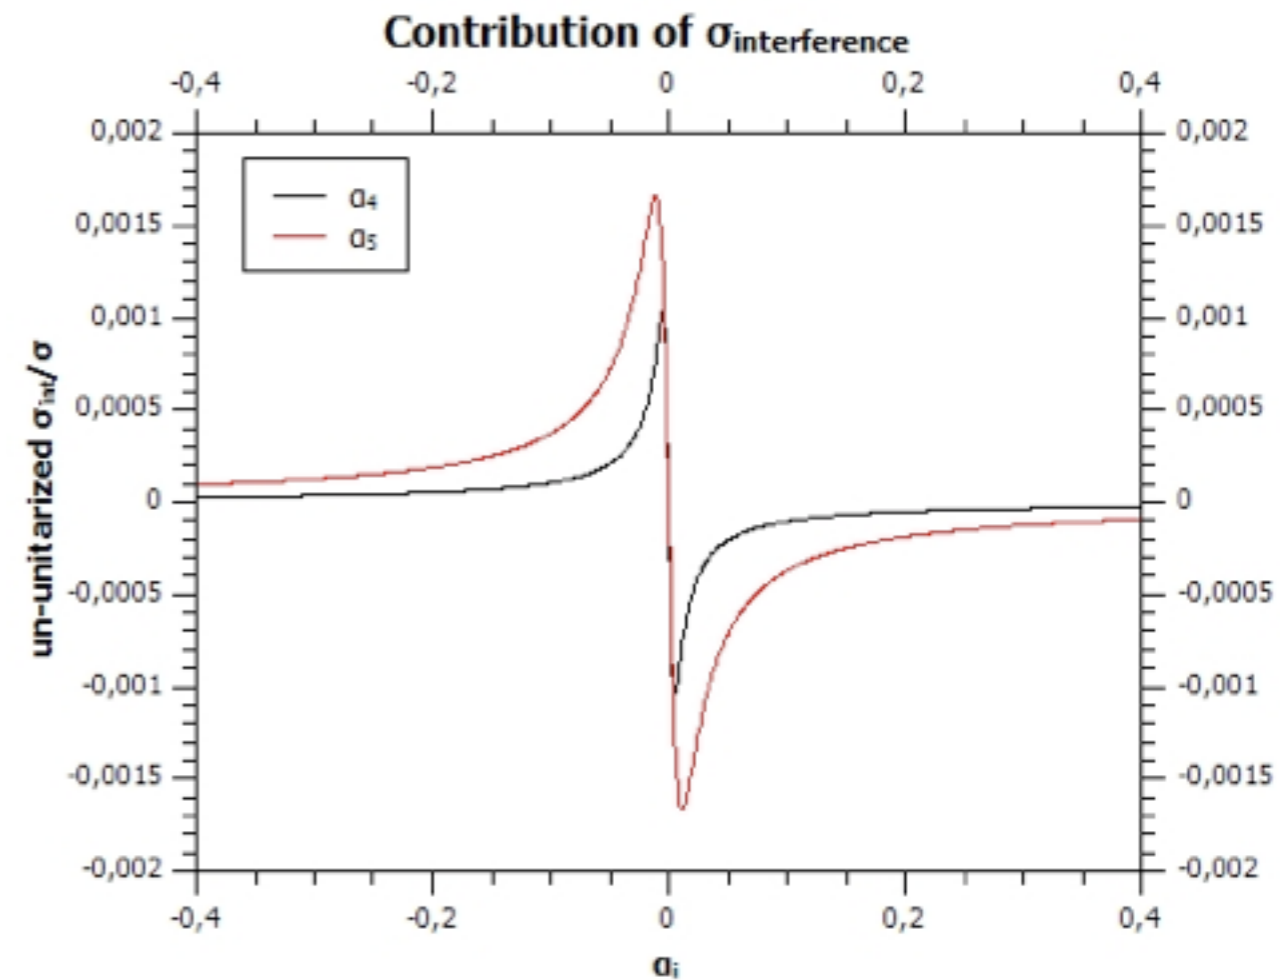 Contribution of σinterference
-0,4 -0,2 0 0,2 0,4
0,002 0,002
α4
0,0015 0,0015
α5
0,001 0,001
0,0005 0,0005
0 0
-0,0005 -0,0005
-0,001 -0,001
-0,0015 -0,0015
-0,002 -0,002
un-unitarized σint/σ
-0,4 -0,2 0 0,2 0,4
αi